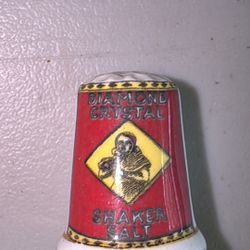 DIAMOND
CRYSTAL
SHAKER
SALT